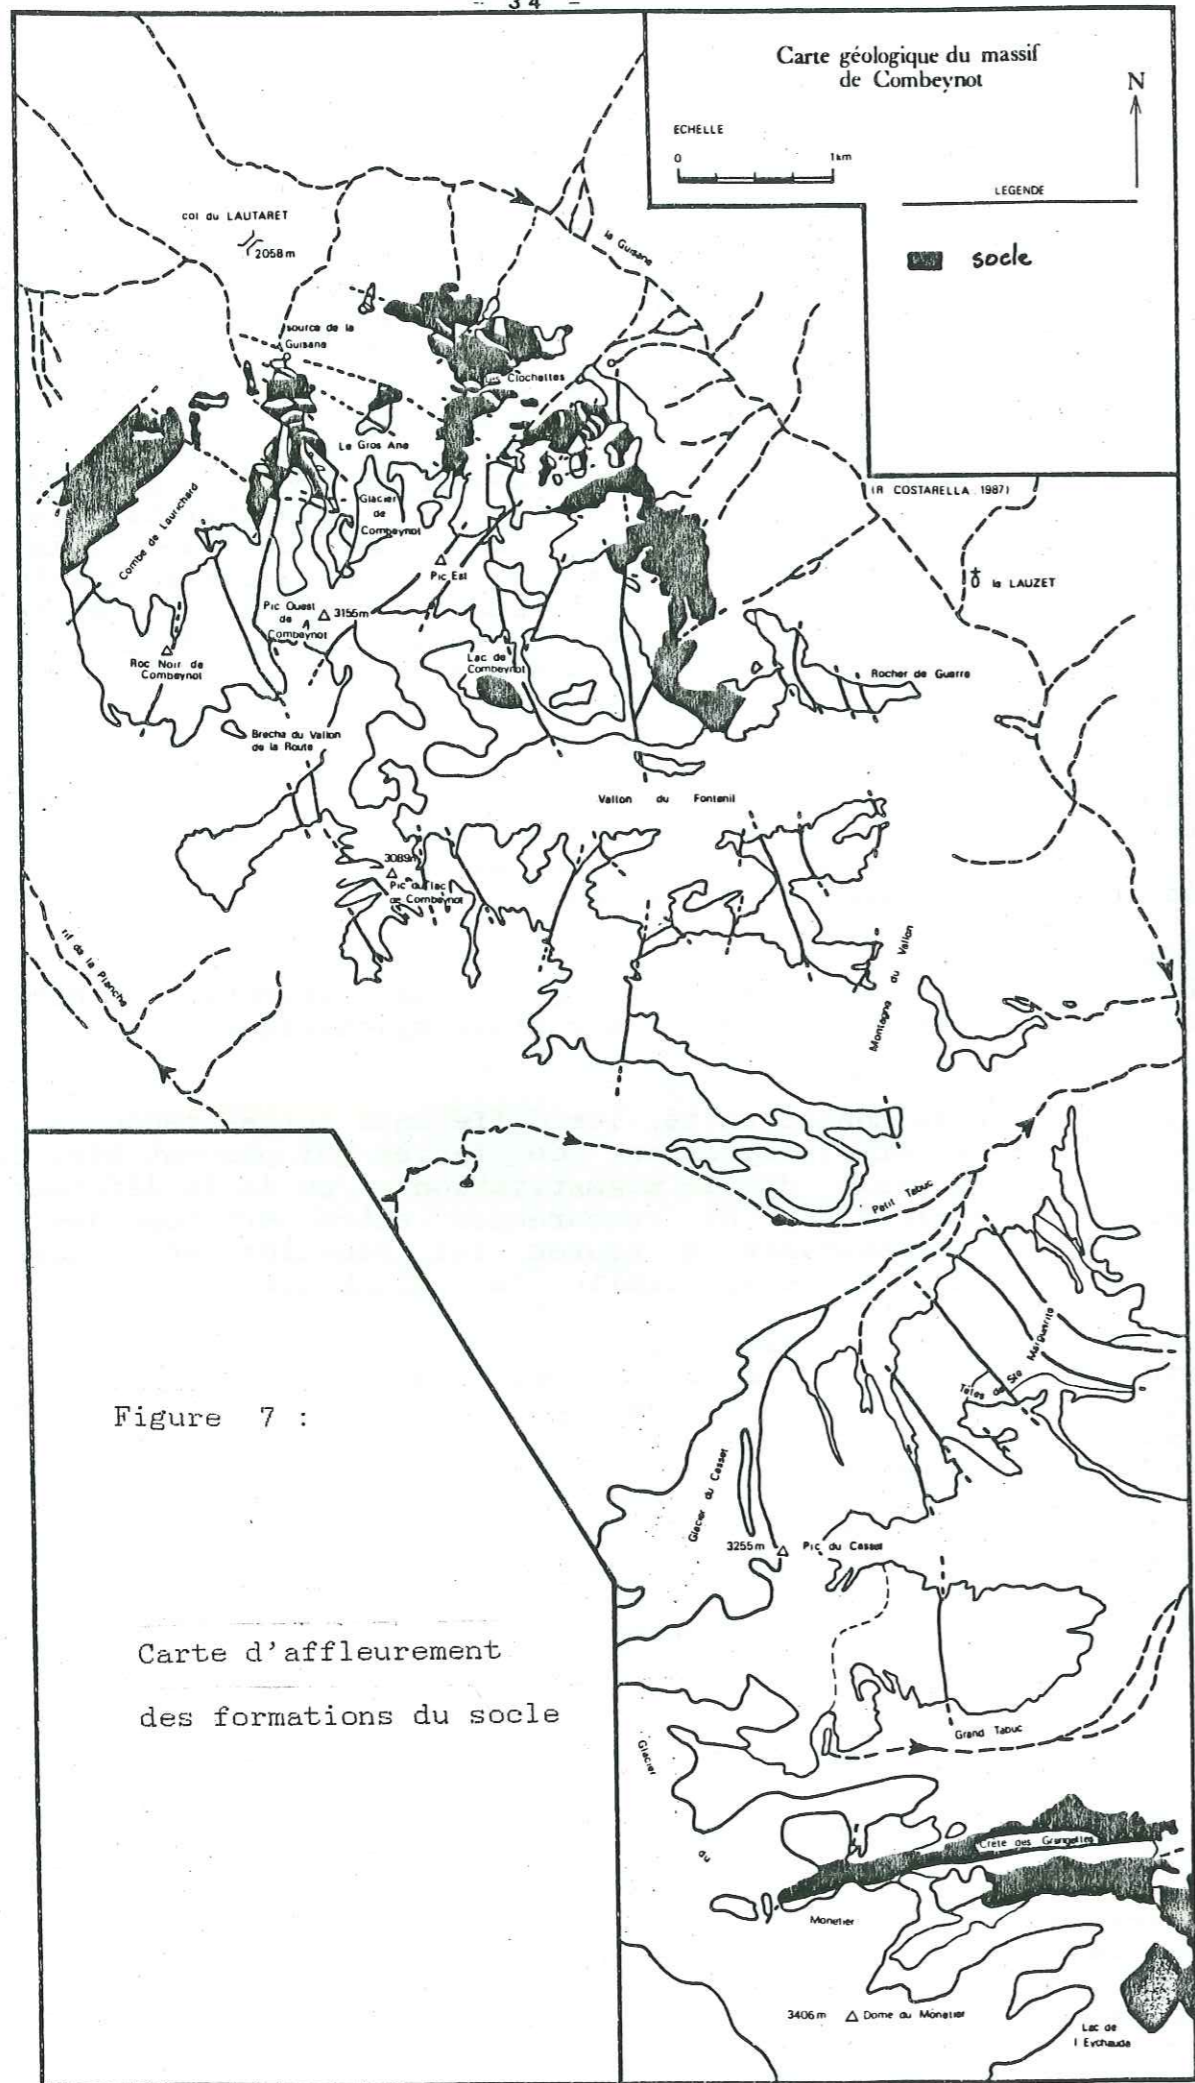 - 34 -
Carte géologique du massif
de Combeynot
N
ECHELLE
0 1km
LEGENDE
socle
col du LAUTARET
2058m
la Guisane
source de la
Guisane
Les Clochettes
Le Gros Ane
Glacier
de
Combeynot
Combe de Laurichard
(R COSTARELLA . 1987)
la LAUZET
Pic Est
Pic Ouest
de
Combeynot
3155m
Roc Noir de
Combeynot
Lac de
Combeynot
Rocher de Guerre
Brecha du Vallon
de la Route
Vallon du Fontenil
3089m
Pic du lac
de Combeynot
rif de la Planche
Montagne du Vallon
Petit Tabuc
Têtes de Ste Marguerite
Figure 7 :
Glacier du Casset
3255m
Pic du Casset
Carte d'affleurement
des formations du socle
Grand Tabuc
Glacier
du
Monetier
Crête des Grangettes
3406m
Dome du Monetier
Lac de
l Eychauda